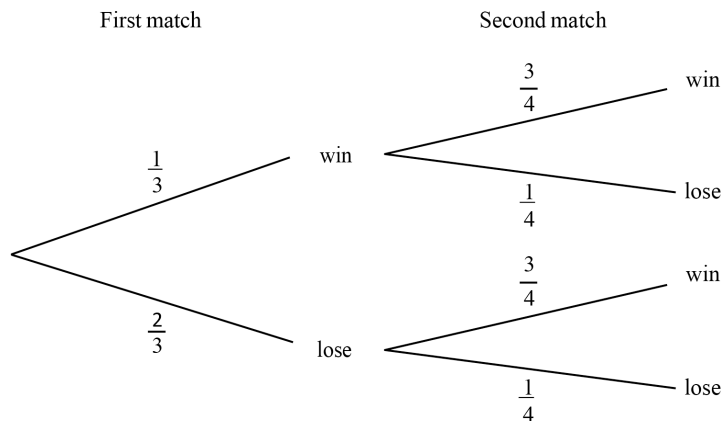 First match
Second match
3/4
win
1/3
win
1/4
lose
3/4
win
2/3
lose
1/4
lose